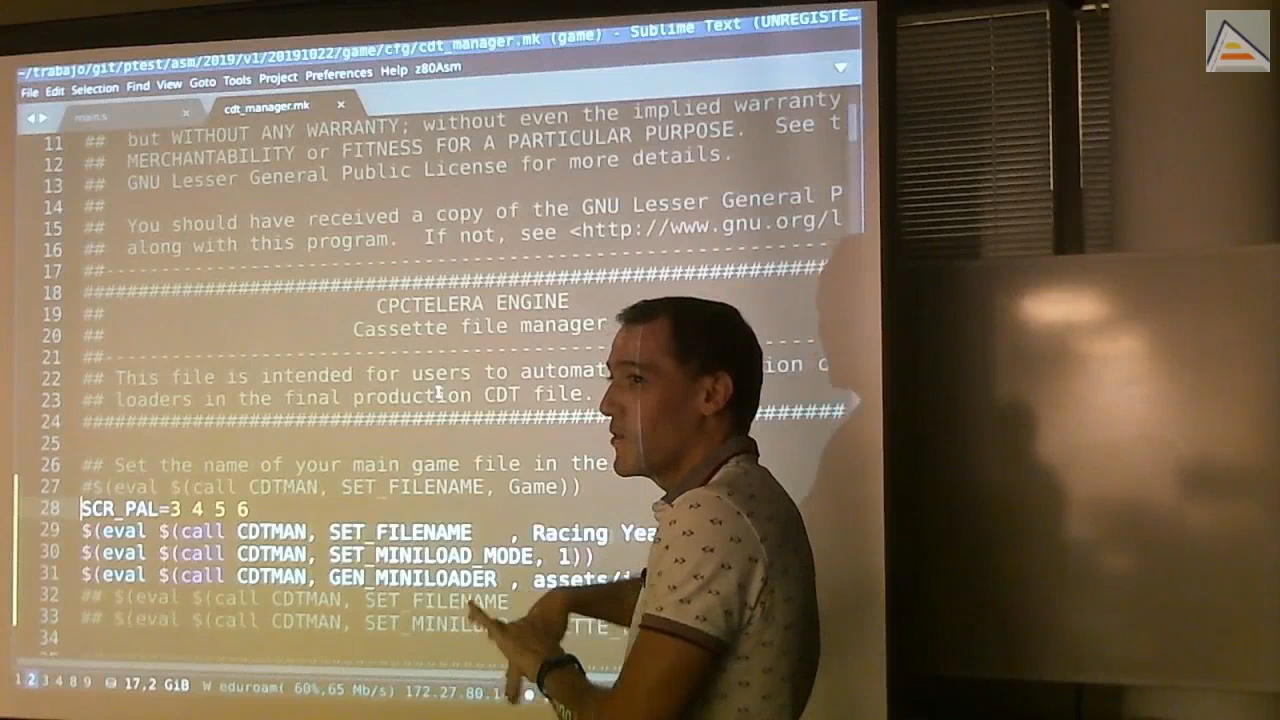 ~/trabajo/git/ptest/asm/2019/v1/20191022/game/cfg/cdt_manager.mk (game) - Sublime Text (UNREGISTE…
File Edit Selection Find View Goto Tools Project Preferences Help z80Asm
main.s cdt_manager.mk
11 ## but WITHOUT ANY WARRANTY; without even the implied warranty
12 ## MERCHANTABILITY or FITNESS FOR A PARTICULAR PURPOSE. See t
13 ## GNU Lesser General Public License for more details.
14 ##
15 ## You should have received a copy of the GNU Lesser General P
16 ## along with this program. If not, see <http://www.gnu.org/l
17 ##------------------------------------------------------------
18 ##############################################################
19 ## CPCTELERA ENGINE
20 ## Cassette file manager
21 ##------------------------------------------------------------
22 ## This file is intended for users to automat ion c
23 ## loaders in the final production CDT file.
24 ##############################################################
25
26 ## Set the name of your main game file in the
27 #$(eval $(call CDTMAN, SET_FILENAME, Game))
28 SCR_PAL=3 4 5 6
29 $(eval $(call CDTMAN, SET_FILENAME , Racing Yea
30 $(eval $(call CDTMAN, SET_MINILOAD_MODE, 1))
31 $(eval $(call CDTMAN, GEN_MINILOADER , assets/i
32 ## $(eval $(call CDTMAN, SET_FILENAME
33 ## $(eval $(call CDTMAN, SET_MINILO TTE_
34
1 2 3 4 8 9 17,2 GiB W eduroam( 60%,65 Mb/s) 172.27.80.1